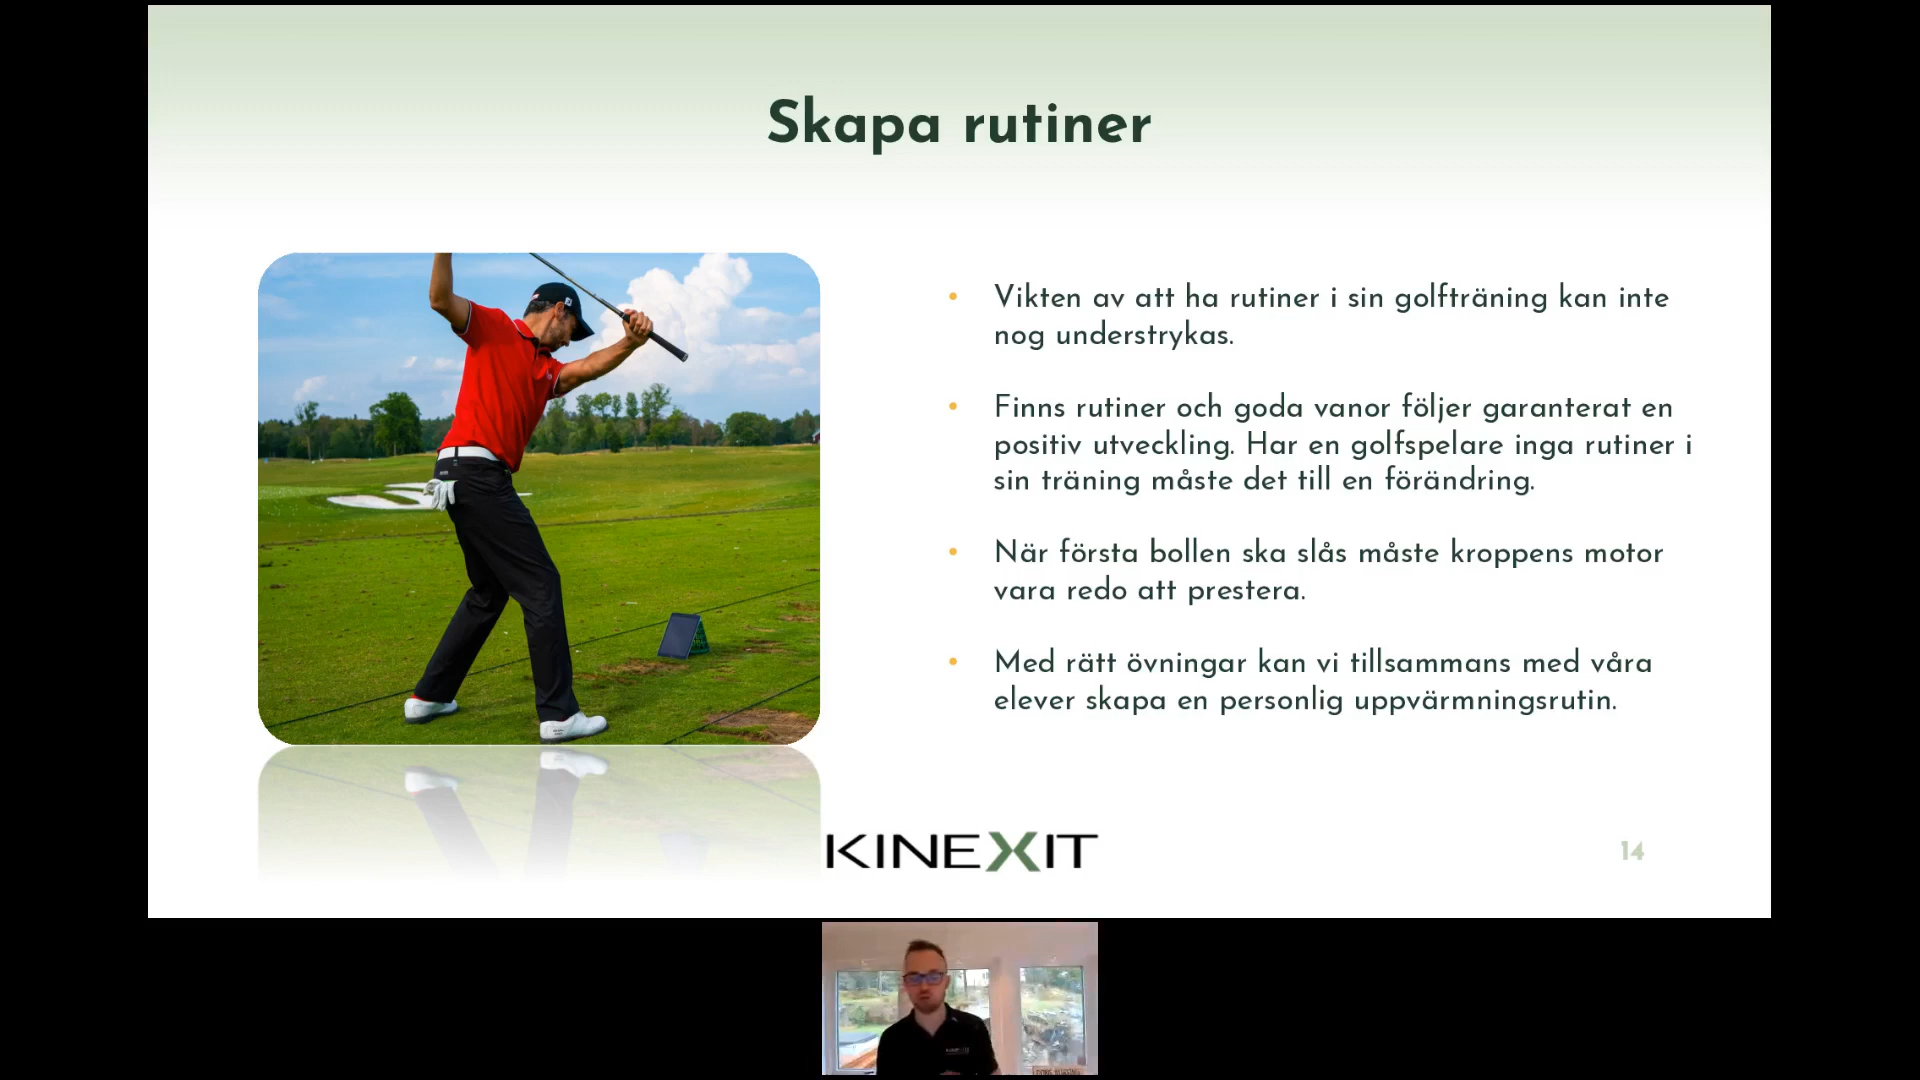 Skapa rutiner
Vikten av att ha rutiner i sin golfträning kan inte
nog understrykas.
Finns rutiner och goda vanor följer garanterat en
positiv utveckling. Har en golfspelare inga rutiner i
sin träning måste det till en förändring.
När första bollen ska slås måste kroppens motor
vara redo att prestera.
Med rätt övningar kan vi tillsammans med våra
elever skapa en personlig uppvärmningsrutin.
KINEXIT
14